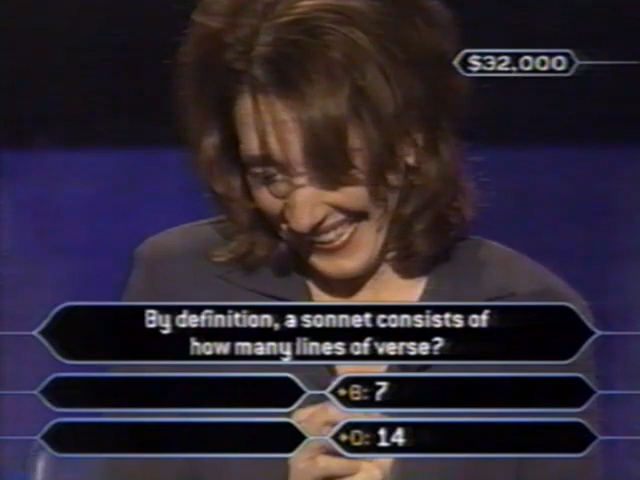 $32,000
By definition, a sonnet consists of
how many lines of verse?
B: 7
D: 14